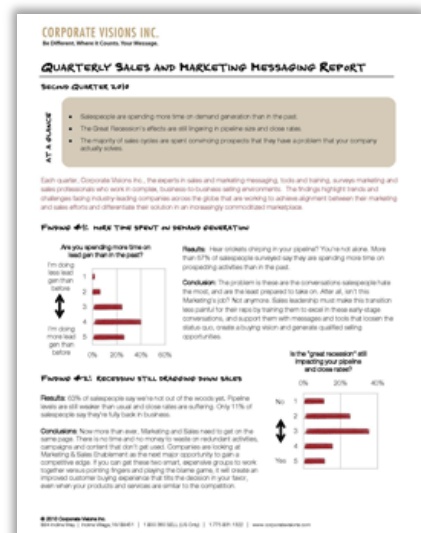 CORPORATE VISIONS INC.
Be Different. Where it Counts. Your Message.
QUARTERLY SALES AND MARKETING MESSAGING REPORT
SECOND QUARTER 2010
AT A GLANCE
• Salespeople are spending more time on demand generation than in the past.
• The Great Recession's effects are still lingering in pipeline size and close rates.
• The majority of sales cycles are spent convincing prospects that they have a problem that your company
actually solves.
Each quarter, Corporate Visions Inc., the experts in sales and marketing messaging, tools and training, surveys marketing and
sales professionals who work in complex, business-to-business selling environments. The findings highlight trends and
challenges facing industry-leading companies across the globe that are working to achieve alignment between their marketing
and sales efforts and differentiate their solution in an increasingly commoditized marketplace.
FINDING #1: MORE TIME SPENT ON DEMAND GENERATION
Are you spending more time on
lead gen than in the past?
I'm doing
less lead
gen than
before
I'm doing
more lead
gen than
before
1
2
3
4
5
0% 20% 40% 60%
Results: Hear crickets chirping in your pipeline? You're not alone. More
than 67% of salespeople surveyed say they are spending more time on
prospecting activities than in the past.
Conclusion: The problem is these are the conversations salespeople hate
the most, and are the least prepared to take on. After all, isn't this
Marketing's job? Not anymore. Sales leadership must make this transition
less painful for their reps by training them to excel in these early-stage
conversations, and support them with messages and tools that loosen the
status quo, create a buying vision and generate qualified selling
opportunities.
FINDING #2: RECESSION STILL DRAGGING DOWN SALES
Results: 63% of salespeople say we're not out of the woods yet. Pipeline
levels are still weaker than usual and close rates are suffering. Only 11% of
salespeople say they're fully back in business.
Conclusions: Now more than ever, Marketing and Sales need to get on the
same page. There is no time and no money to waste on redundant activities,
campaigns and content that don't get used. Companies are looking at
Marketing & Sales Enablement as the next major opportunity to gain a
competitive edge. If you can get these two smart, expensive groups to work
together versus pointing fingers and playing the blame game, it will create an
improved customer buying experience that tilts the decision in your favor,
even when your products and services are similar to the competition.
Is the "great recession" still
impacting your pipeline
and close rates?
No
Yes
1
2
3
4
5
0% 20% 40%
© 2010 Corporate Visions Inc.
www.corporatevisions.com